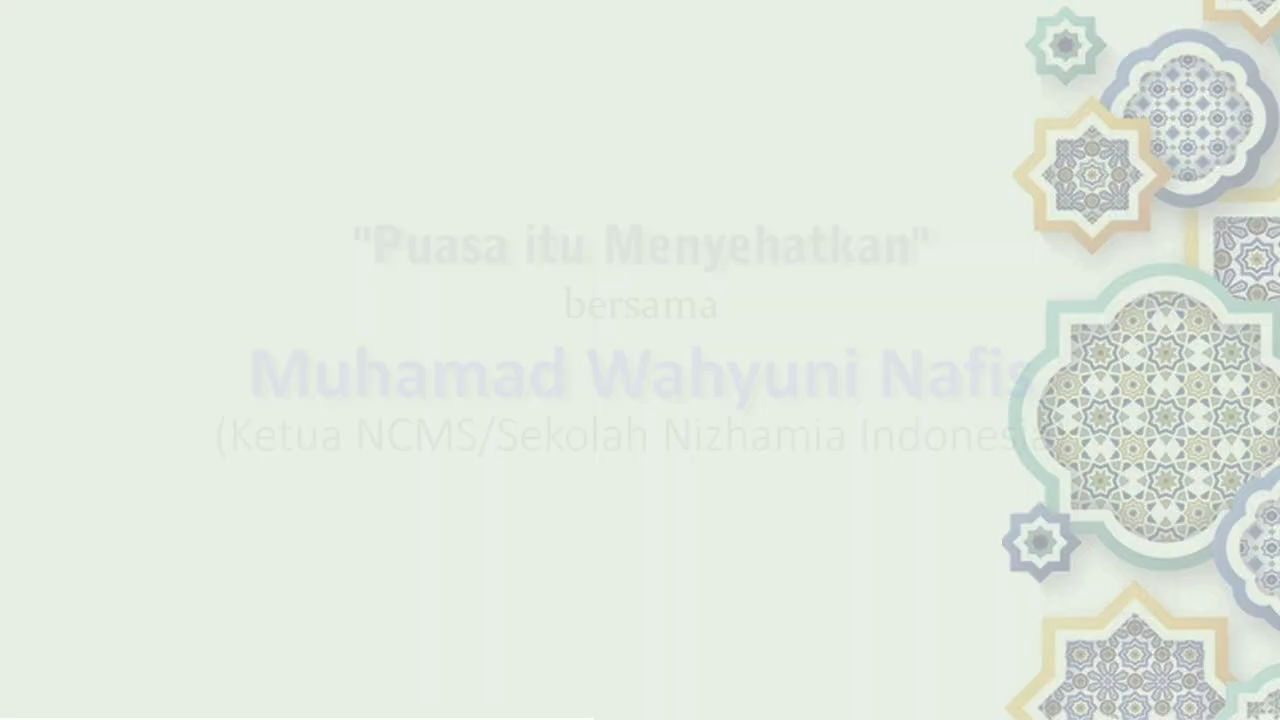 "Puasa itu Menyehatkan"
bersama
Muhamad Wahyuni Nafis
(Ketua NCMS/Sekolah Nizhamia Indonesia